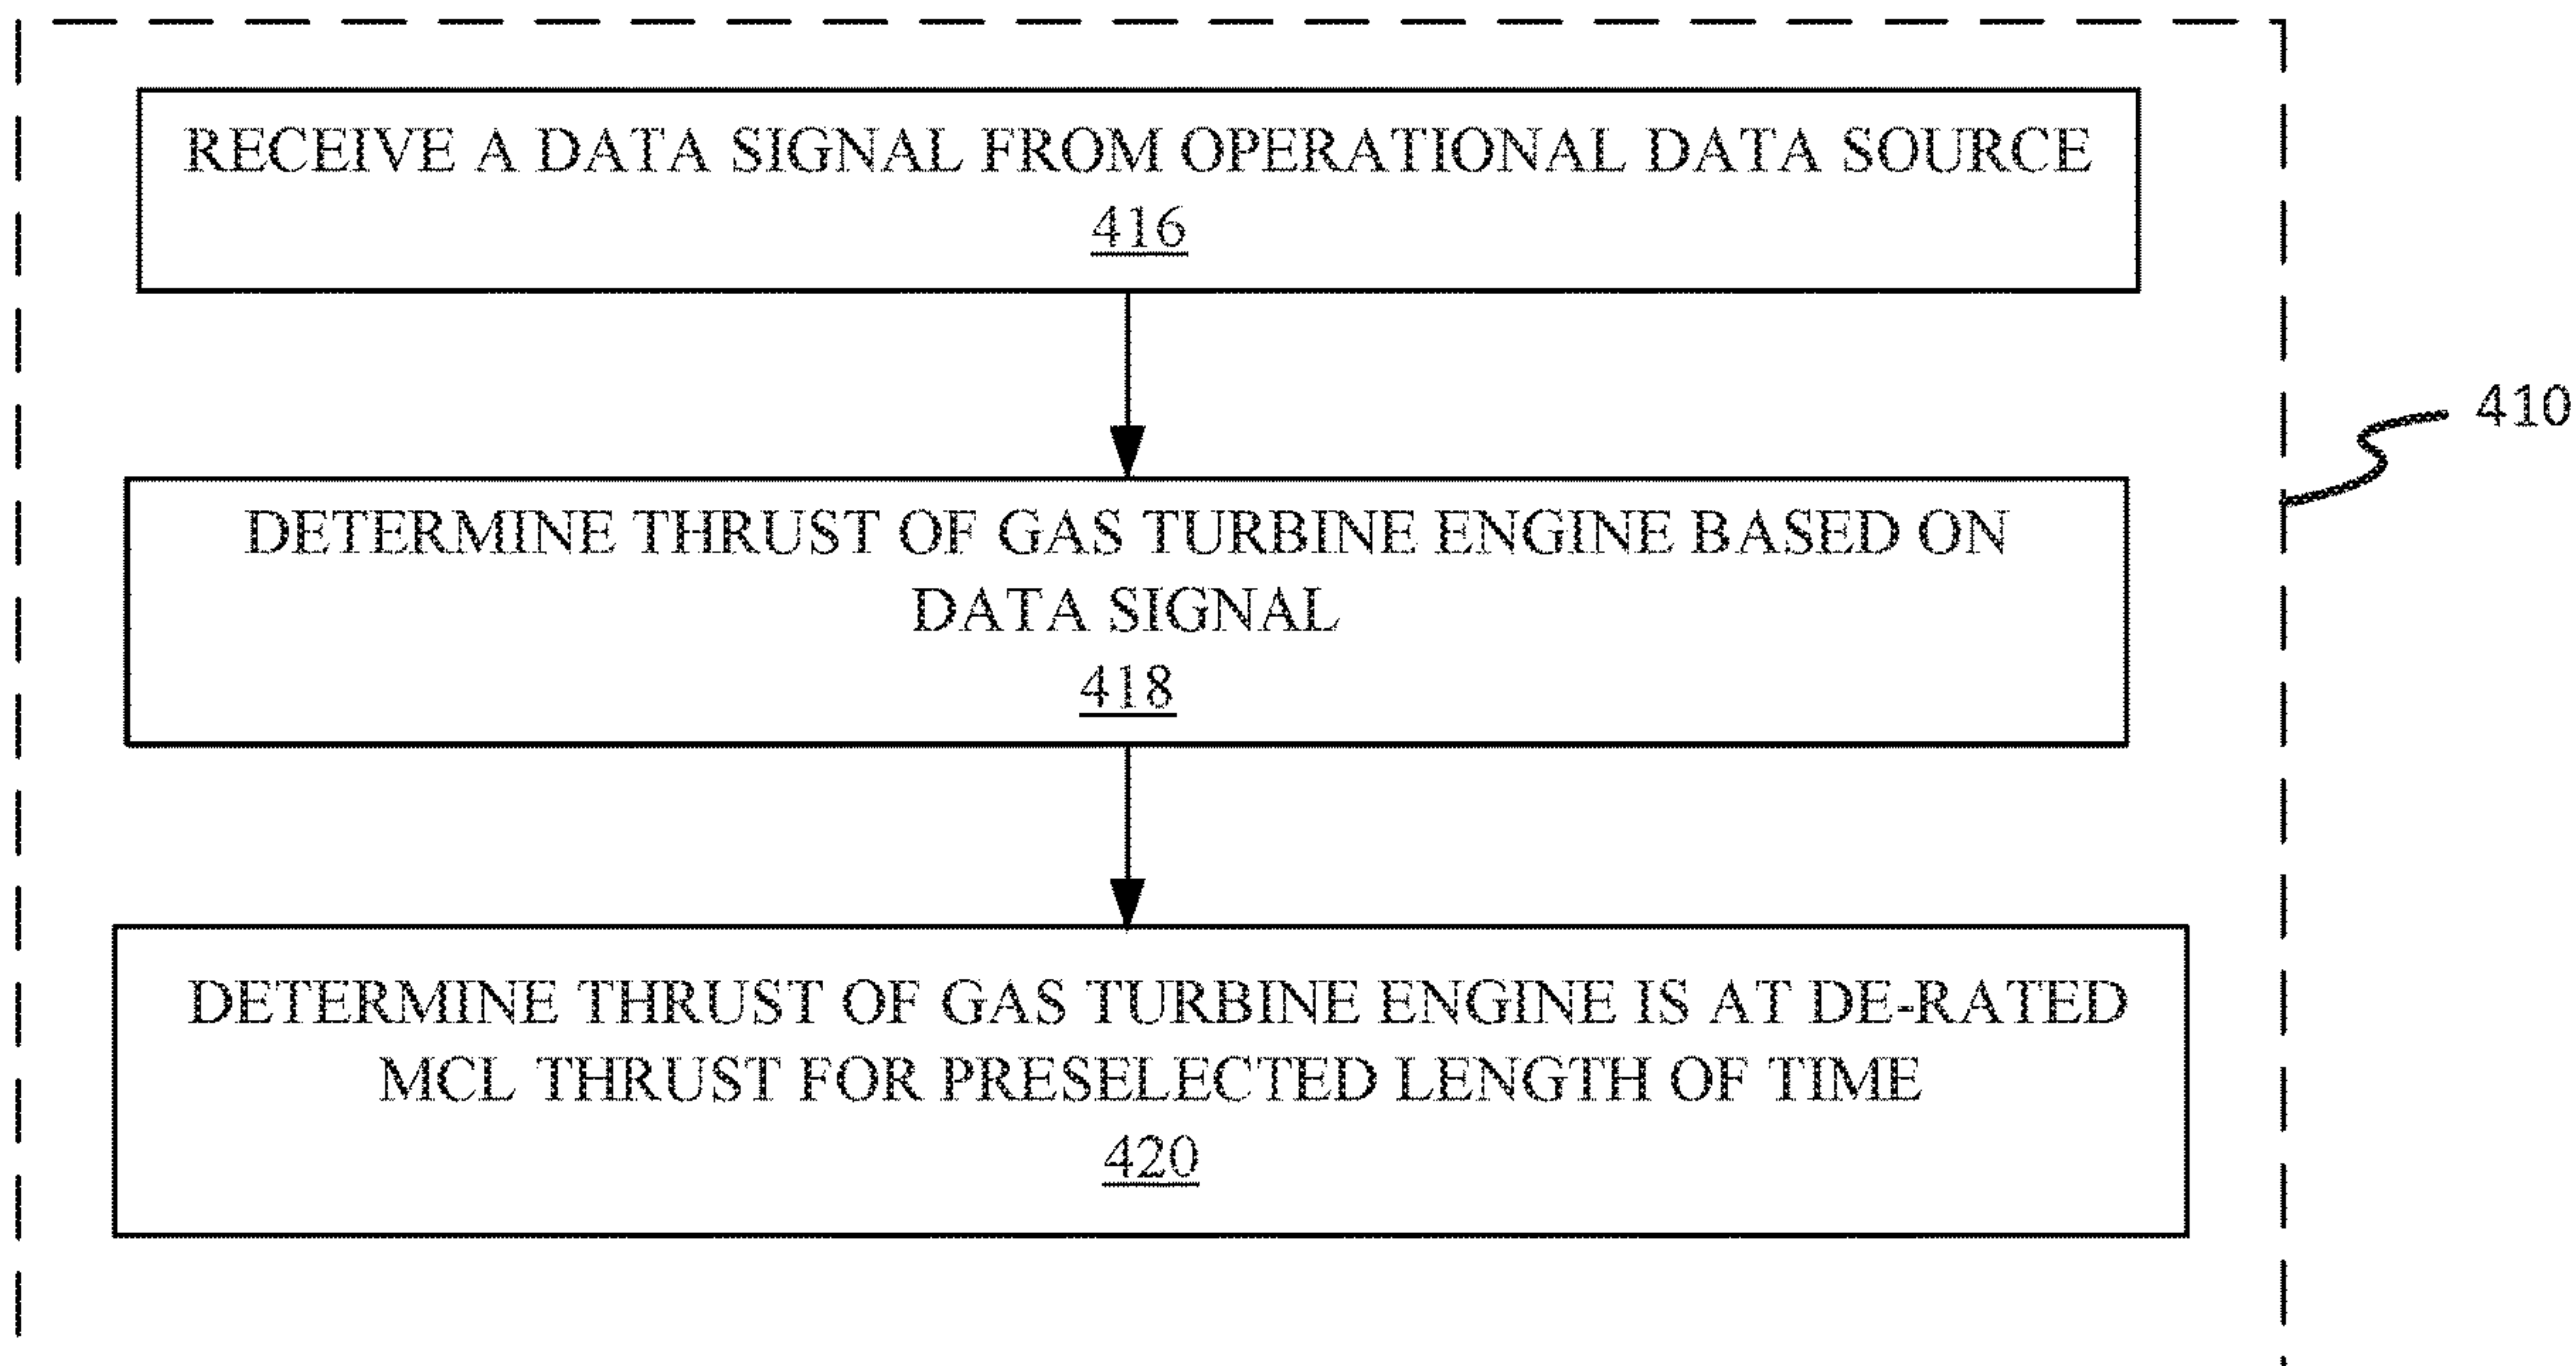 RECEIVE A DATA SIGNAL FROM OPERATIONAL DATA SOURCE
416
410
DETERMINE THRUST OF GAS TURBINE ENGINE BASED ON
DATA SIGNAL
418
DETERMINE THRUST OF GAS TURBINE ENGINE IS AT DE-RATED
MCL THRUST FOR PRESELECTED LENGTH OF TIME
420